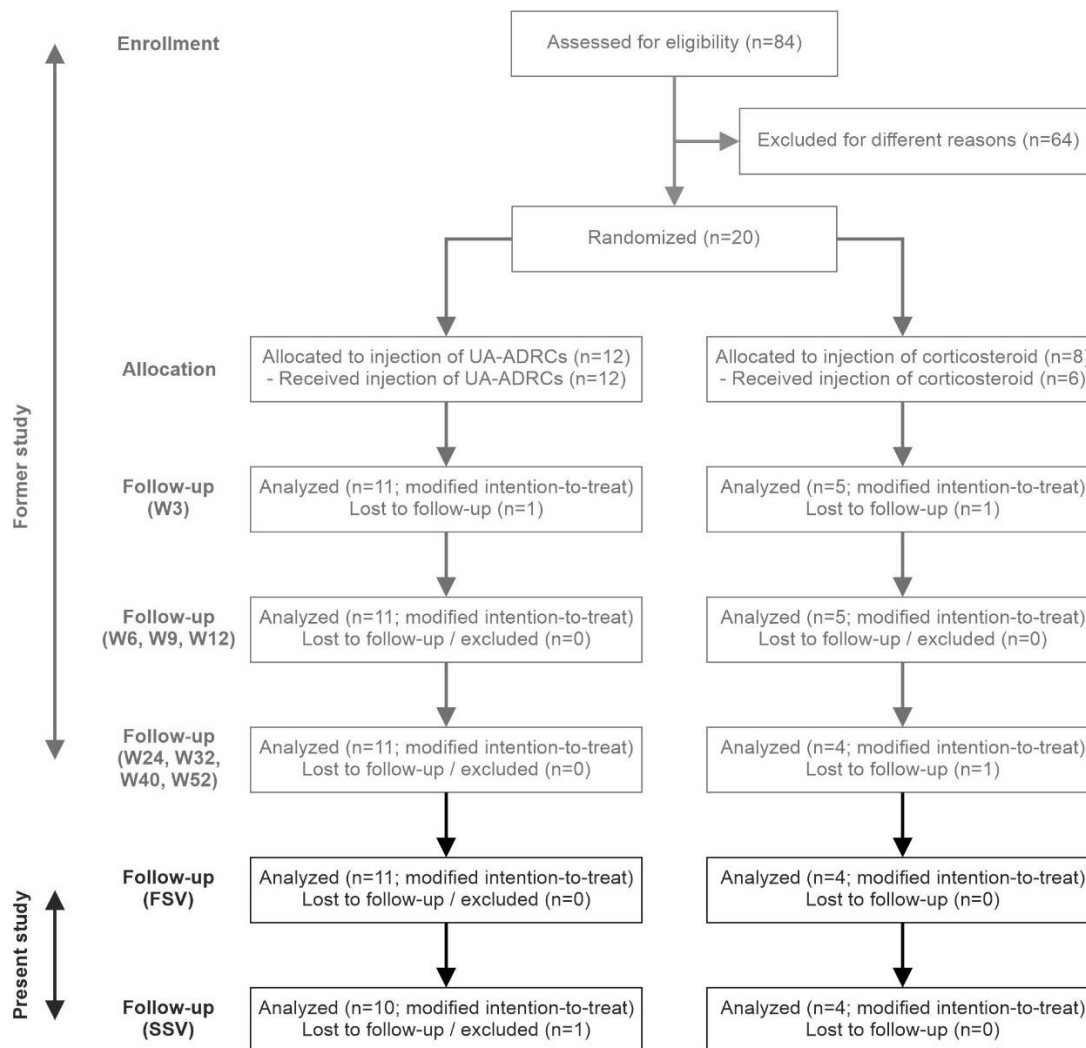 Enrollment
Assessed for eligibility (n=84)
Excluded for different reasons (n=64)
Randomized (n=20)
Former study
Allocation
Allocated to injection of UA-ADRCs (n=12)
- Received injection of UA-ADRCs (n=12)
Allocated to injection of corticosteroid (n=8)
- Received injection of corticosteroid (n=6)
Follow-up
(W3)
Analyzed (n=11; modified intention-to-treat)
Lost to follow-up (n=1)
Analyzed (n=5; modified intention-to-treat)
Lost to follow-up (n=1)
Follow-up
(W6, W9, W12)
Analyzed (n=11; modified intention-to-treat)
Lost to follow-up / excluded (n=0)
Analyzed (n=5; modified intention-to-treat)
Lost to follow-up / excluded (n=0)
Follow-up
(W24, W32,
W40, W52)
Analyzed (n=11; modified intention-to-treat)
Lost to follow-up / excluded (n=0)
Analyzed (n=4; modified intention-to-treat)
Lost to follow-up (n=1)
Present study
Follow-up
(FSV)
Analyzed (n=11; modified intention-to-treat)
Lost to follow-up / excluded (n=0)
Analyzed (n=4; modified intention-to-treat)
Lost to follow-up (n=0)
Follow-up
(SSV)
Analyzed (n=10; modified intention-to-treat)
Lost to follow-up / excluded (n=1)
Analyzed (n=4; modified intention-to-treat)
Lost to follow-up (n=0)